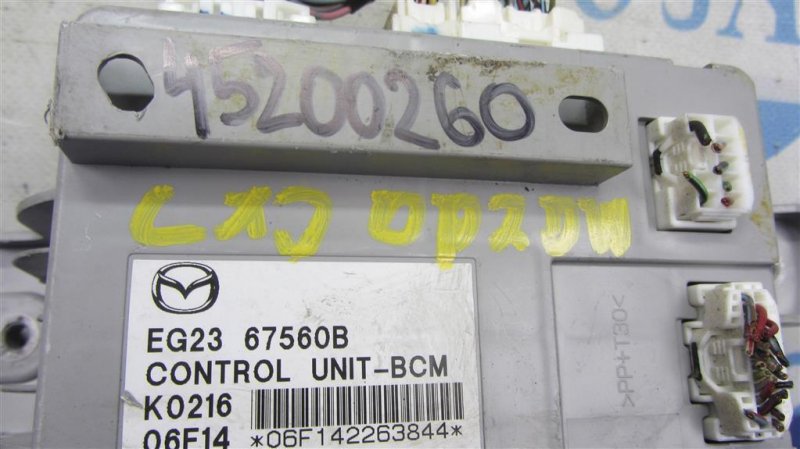 45200260
EG23 67560B
CONTROL UNIT-BCM
K0216
06F14 *06F142263844*
>PP+T30<